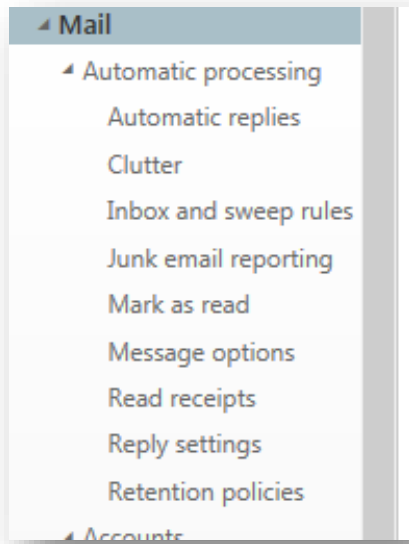 Mail
Automatic processing
Automatic replies
Clutter
Inbox and sweep rules
Junk email reporting
Mark as read
Message options
Read receipts
Reply settings
Retention policies
Accounts